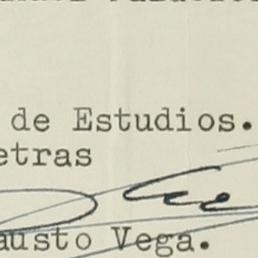 de Estudios.
etras
austo Vega.